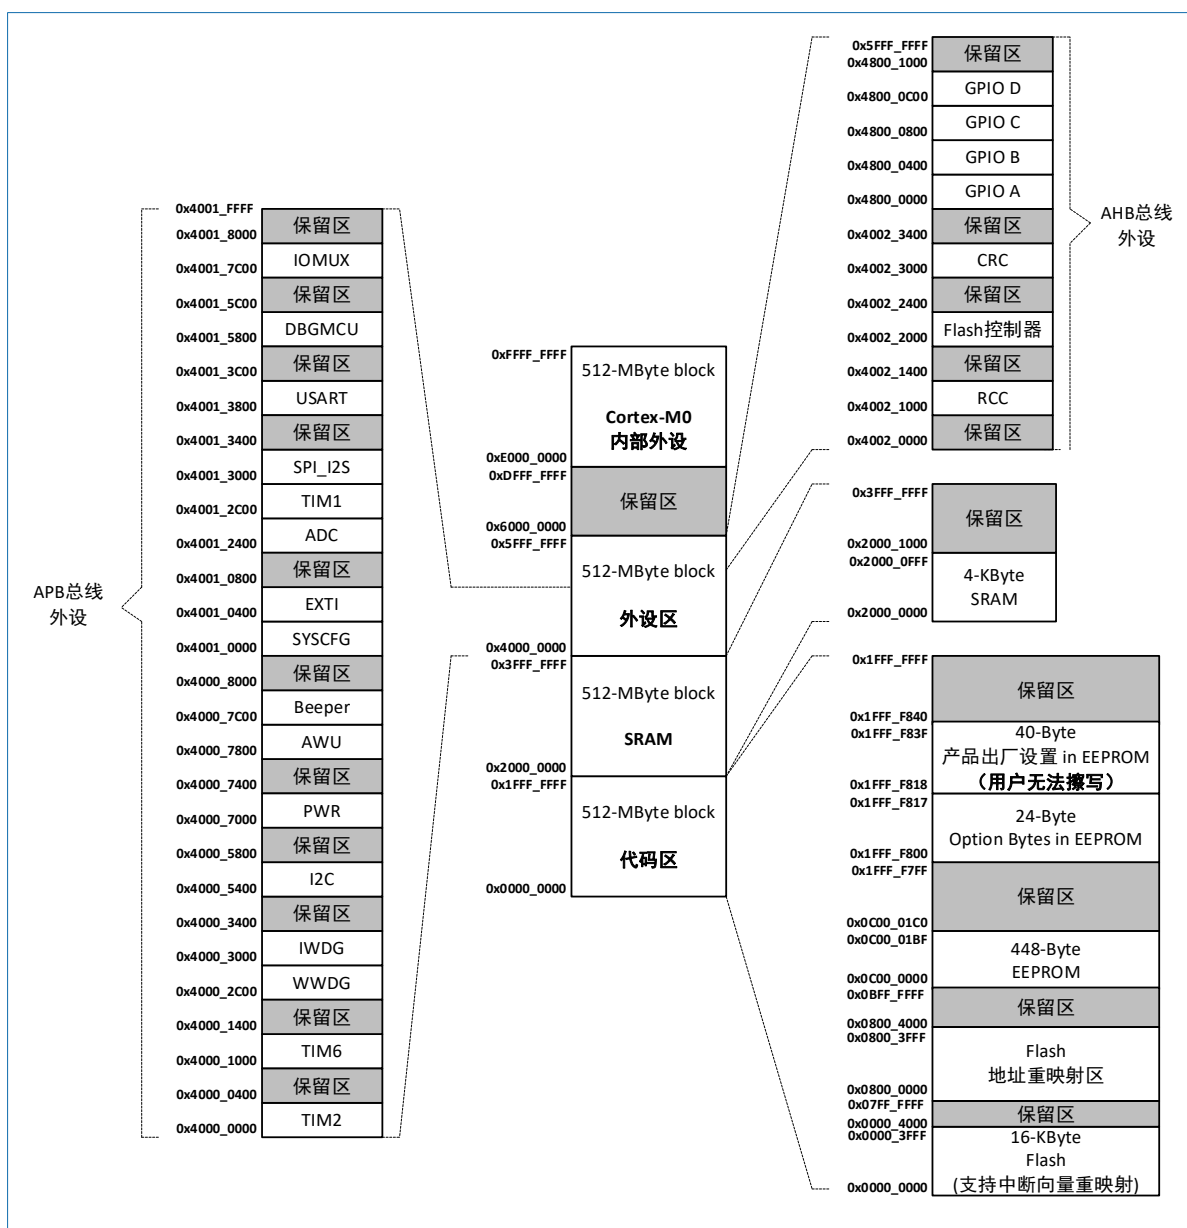 APB总线
外设
0x4001_FFFF
保留区
0x4001_8000
IOMUX
0x4001_7C00
保留区
0x4001_5C00
DBGMCU
0x4001_5800
保留区
0x4001_3C00
USART
0x4001_3800
保留区
0x4001_3400
SPI_I2S
0x4001_3000
TIM1
0x4001_2C00
ADC
0x4001_2400
保留区
0x4001_0800
EXTI
0x4001_0400
SYSCFG
0x4001_0000
保留区
0x4000_8000
Beeper
0x4000_7C00
AWU
0x4000_7800
保留区
0x4000_7400
PWR
0x4000_7000
保留区
0x4000_5800
I2C
0x4000_5400
保留区
0x4000_3400
IWDG
0x4000_3000
WWDG
0x4000_2C00
保留区
0x4000_1400
TIM6
0x4000_1000
保留区
0x4000_0400
TIM2
0x4000_0000
0xFFFF_FFFF
512-MByte block
Cortex-M0
内部外设
0xE000_0000
0xDFFF_FFFF
保留区
0x6000_0000
0x5FFF_FFFF
512-MByte block
外设区
0x4000_0000
0x3FFF_FFFF
512-MByte block
SRAM
0x2000_0000
0x1FFF_FFFF
512-MByte block
代码区
0x0000_0000
0x5FFF_FFFF
保留区
0x4800_1000
GPIO D
0x4800_0C00
GPIO C
0x4800_0800
GPIO B
0x4800_0400
GPIO A
0x4800_0000
保留区
0x4002_3400
CRC
0x4002_3000
保留区
0x4002_2400
Flash控制器
0x4002_2000
保留区
0x4002_1400
RCC
0x4002_1000
保留区
0x4002_0000
AHB总线
外设
0x3FFF_FFFF
保留区
0x2000_1000
0x2000_0FFF
4-KByte
SRAM
0x2000_0000
0x1FFF_FFFF
保留区
0x1FFF_F840
0x1FFF_F83F
40-Byte
产品出厂设置 in EEPROM
（用户无法擦写）
0x1FFF_F818
0x1FFF_F817
24-Byte
Option Bytes in EEPROM
0x1FFF_F800
0x1FFF_F7FF
保留区
0x0C00_01C0
0x0C00_01BF
448-Byte
EEPROM
0x0C00_0000
0x0BFF_FFFF
保留区
0x0800_4000
0x0800_3FFF
Flash
地址重映射区
0x0800_0000
0x07FF_FFFF
保留区
0x0000_4000
0x0000_3FFF
16-KByte
Flash
(支持中断向量重映射)
0x0000_0000